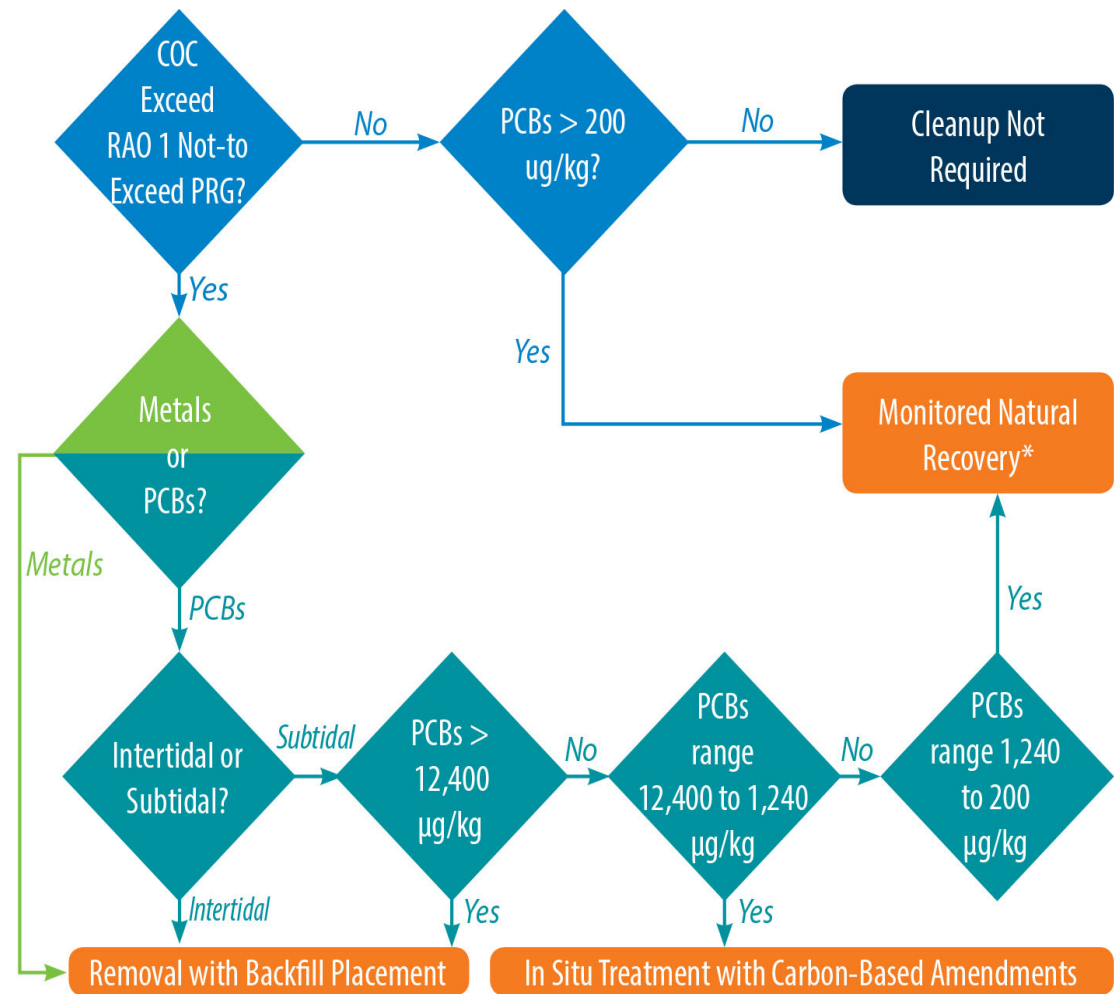 COC
Exceed
RAO 1 Not-to
Exceed PRG?
No
PCBs > 200
ug/kg?
No
Cleanup Not
Required
Yes
Yes
Metals
or
PCBs?
Monitored Natural
Recovery*
Metals
PCBs
Yes
Intertidal or
Subtidal?
Subtidal
PCBs >
12,400
µg/kg
No
PCBs
range
12,400 to 1,240
µg/kg
No
PCBs
range 1,240
to 200
µg/kg
Intertidal
Yes
Yes
Removal with Backfill Placement
In Situ Treatment with Carbon-Based Amendments